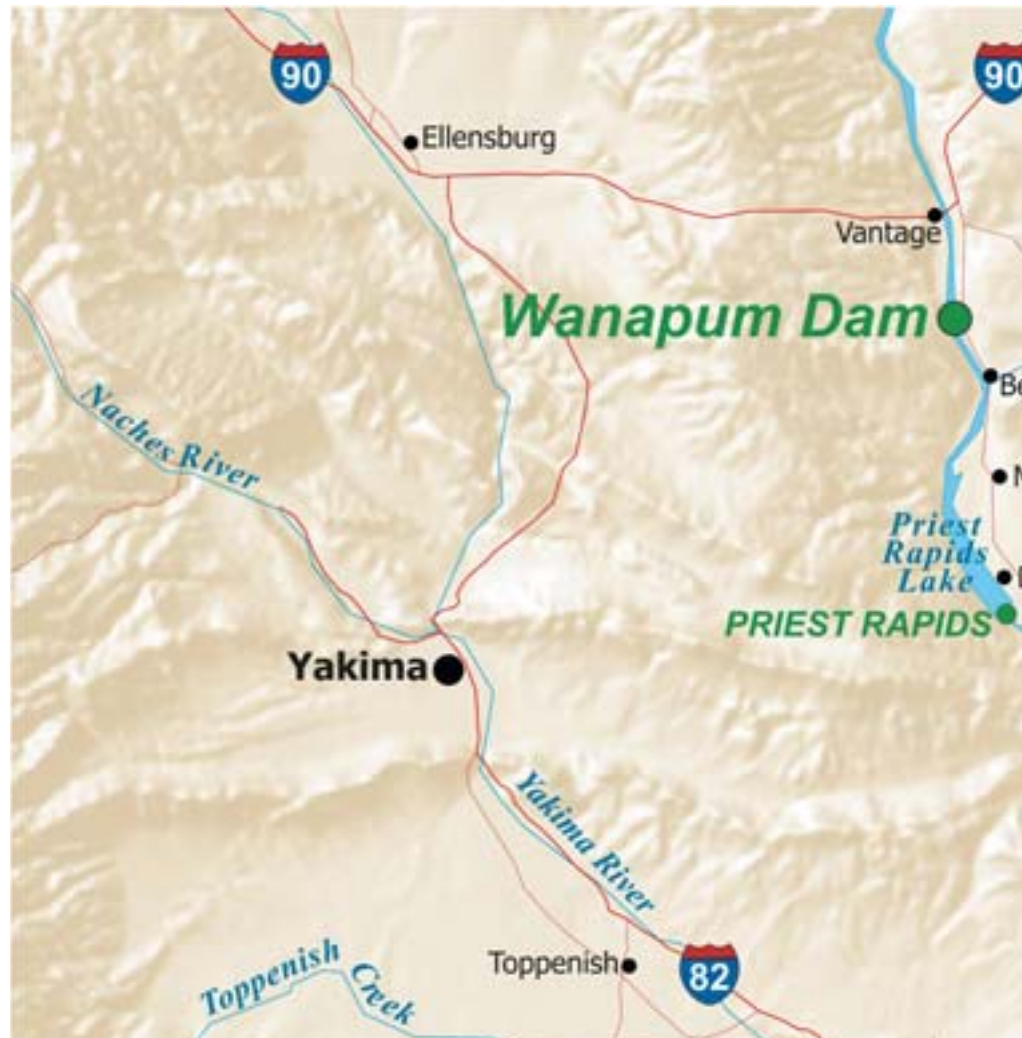 90
90
Ellensburg
Vantage
Wanapum Dam
Naches River
Priest
Rapids
Lake
PRIEST RAPIDS
Yakima
Yakima River
Toppenish
82
Toppenish Creek